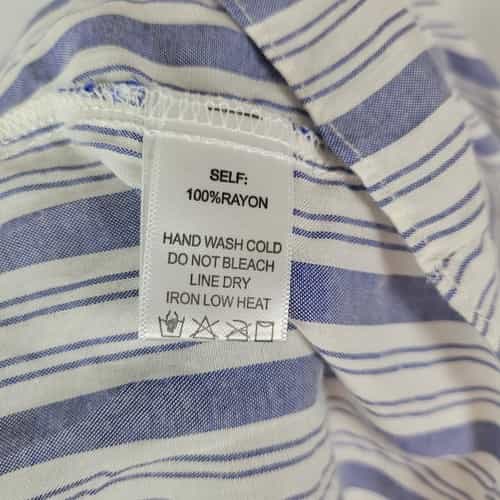 SELF:
100%RAYON
HAND WASH COLD
DO NOT BLEACH
LINE DRY
IRON LOW HEAT